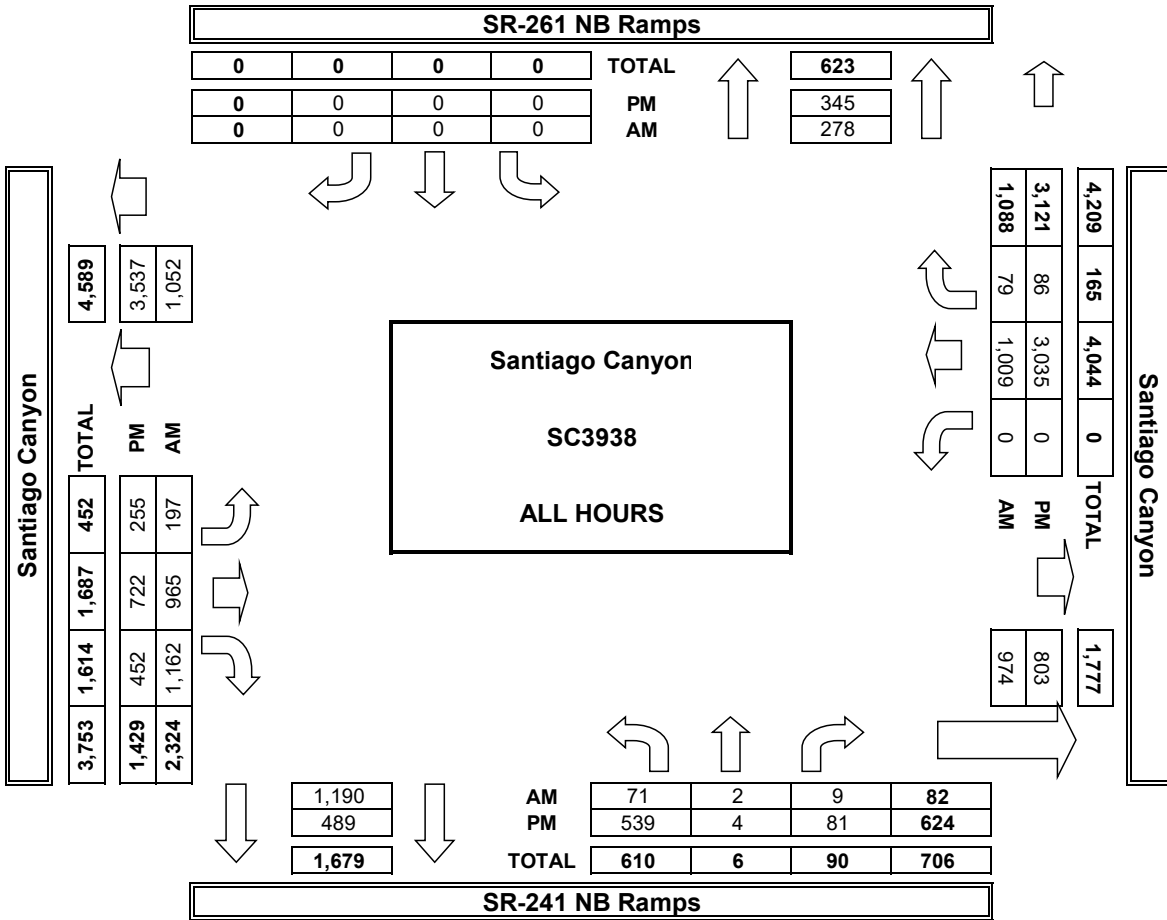 SR-261 NB Ramps
0 0 0 0 TOTAL 623
0 0 0 0 PM 345
0 0 0 0 AM 278
Santiago Canyon
4,589
3,537
1,052
TOTAL 452 1,687 1,614 3,753
PM 255 722 452 1,429
AM 197 965 1,162 2,324
Santiago Canyon
SC3938
ALL HOURS
4,209 165 4,044 0 TOTAL
3,121 86 3,035 0 PM
1,088 79 1,009 0 AM
1,777
803
974
Santiago Canyon
1,190 AM 71 2 9 82
489 PM 539 4 81 624
1,679 TOTAL 610 6 90 706
SR-241 NB Ramps